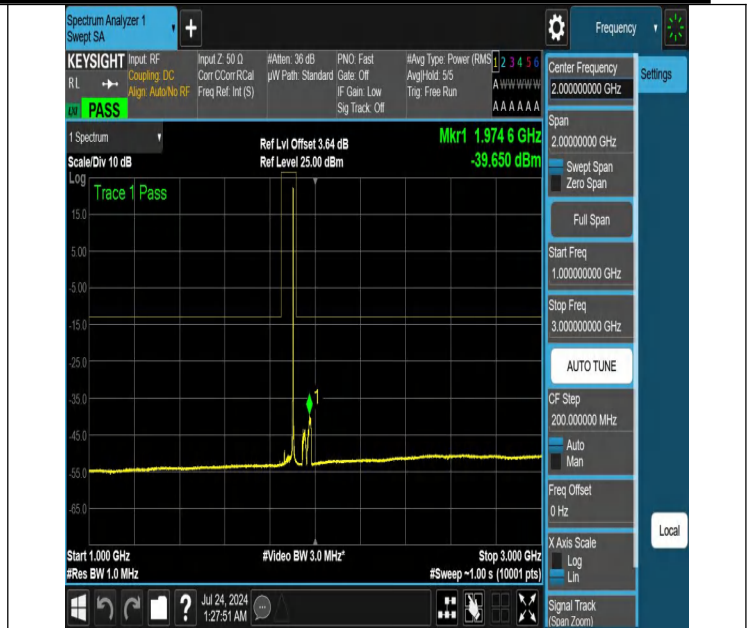 Spectrum Analyzer 1
Swept SA
Frequency
KEYSIGHT
RL
PASS
Input: RF
Coupling: DC
Align: Auto/No RF
Input Z: 50 Ω
Corr CCorr RCal
Freq Ref: Int (S)
#Atten: 36 dB
µW Path: Standard
PNO: Fast
Gate: Off
IF Gain: Low
Sig Track: Off
#Avg Type: Power (RMS
Avg|Hold: 5/5
Trig: Free Run
1 2 3 4 5 6
A W W W W W
A A A A A A
Center Frequency
2.000000000 GHz
Settings
1 Spectrum
Scale/Div 10 dB
Log
Ref Lvl Offset 3.64 dB
Ref Level 25.00 dBm
Mkr1 1.974 6 GHz
-39.650 dBm
Trace 1 Pass
15.0
5.00
-5.00
-15.0
-25.0
-35.0
-45.0
-55.0
-65.0
1
Start 1.000 GHz
#Res BW 1.0 MHz
#Video BW 3.0 MHz*
Stop 3.000 GHz
#Sweep ~1.00 s (10001 pts)
Span
2.00000000 GHz
Swept Span
Zero Span
Full Span
Start Freq
1.000000000 GHz
Stop Freq
3.000000000 GHz
AUTO TUNE
CF Step
200.000000 MHz
Auto
Man
Freq Offset
0 Hz
X Axis Scale
Log
Lin
Signal Track
(Span Zoom)
Local
?
Jul 24, 2024
1:27:51 AM